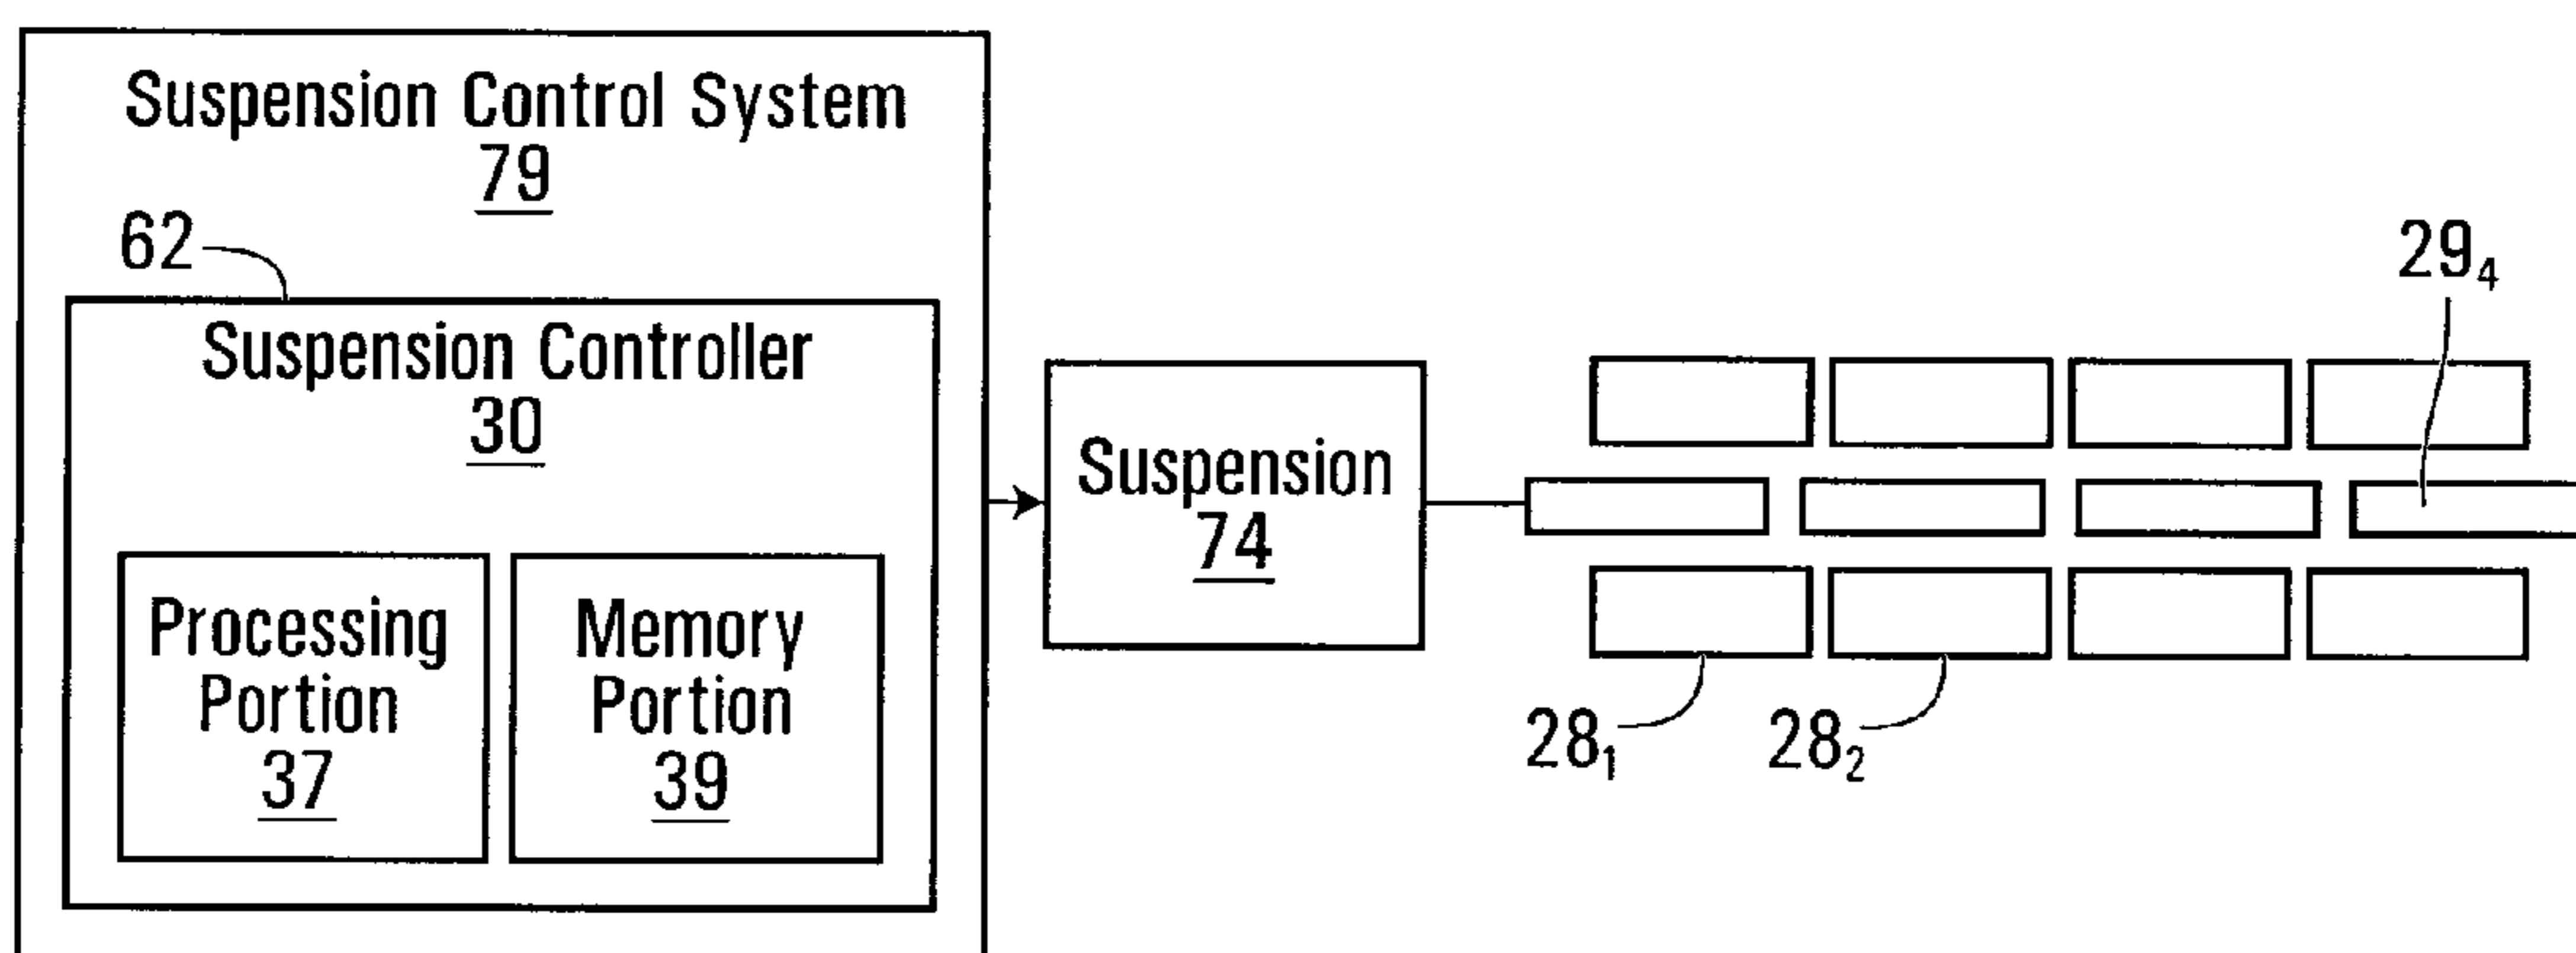 Suspension Control System
79
62
Suspension Controller
30
Processing
Portion
37
Memory
Portion
39
Suspension
74
29₄
28₁
28₂